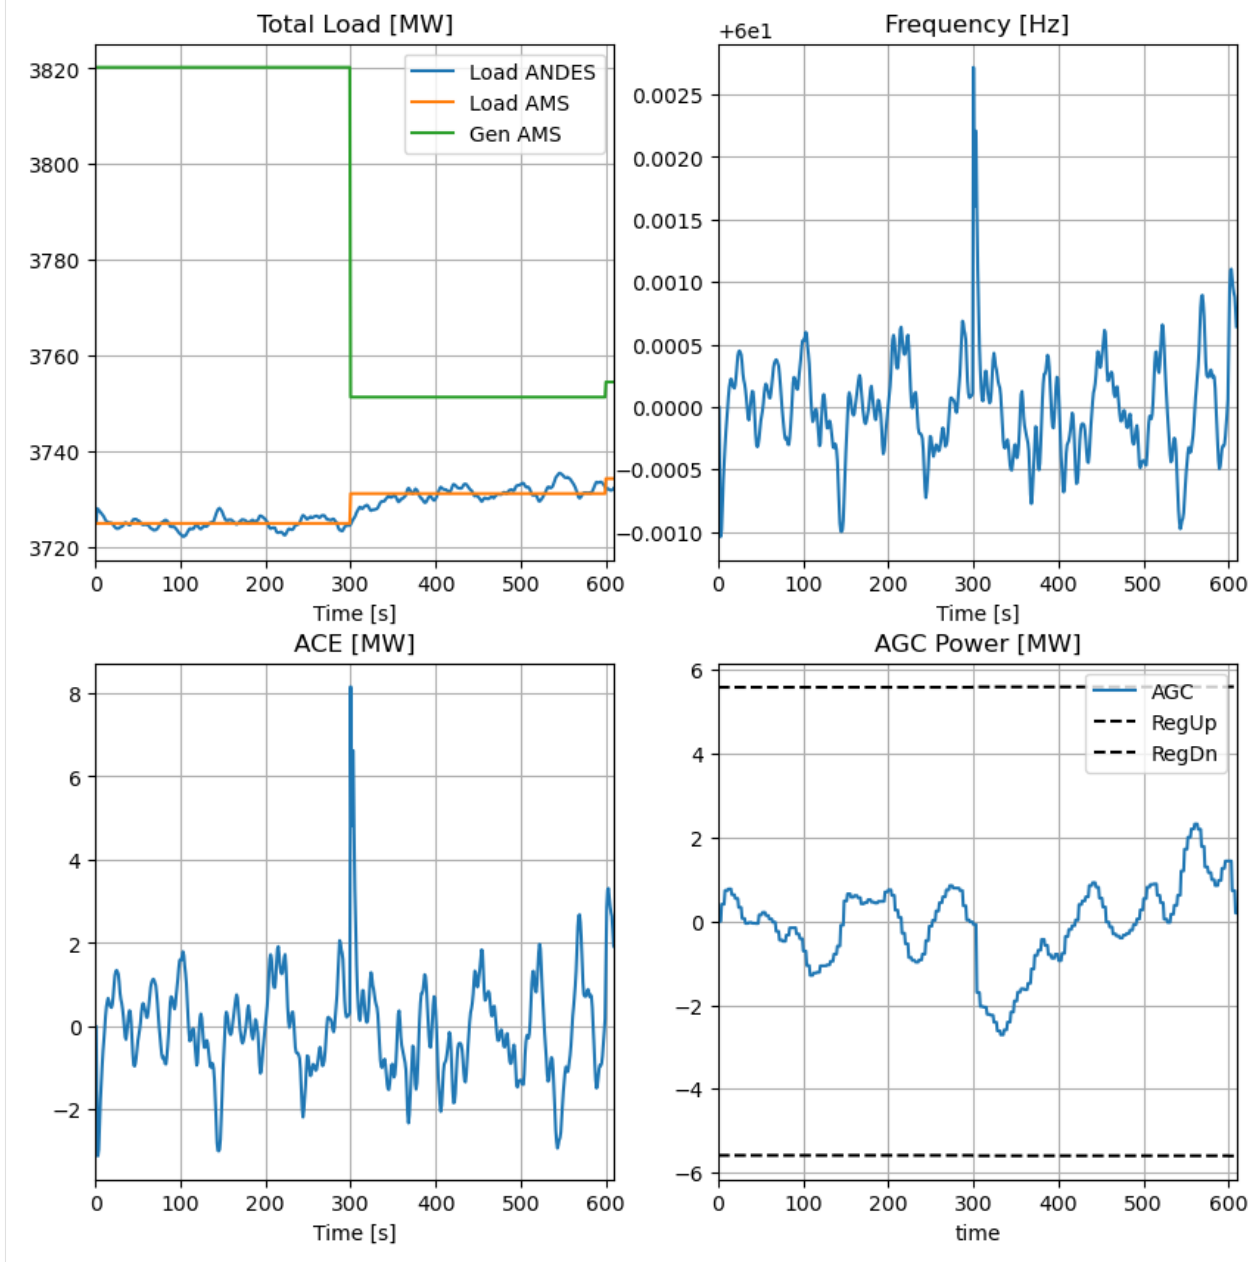 Total Load [MW]
3820
3800
3780
3760
3740
3720
Load ANDES
Load AMS
Gen AMS
0 100 200 300 400 500 600
Time [s]
Frequency [Hz]
+6e1
0.0025
0.0020
0.0015
0.0010
0.0005
0.0000
−0.0005
−0.0010
0 100 200 300 400 500 600
Time [s]
ACE [MW]
8
6
4
2
0
−2
0 100 200 300 400 500 600
Time [s]
AGC Power [MW]
6
4
2
0
−2
−4
−6
AGC
RegUp
RegDn
0 100 200 300 400 500 600
time